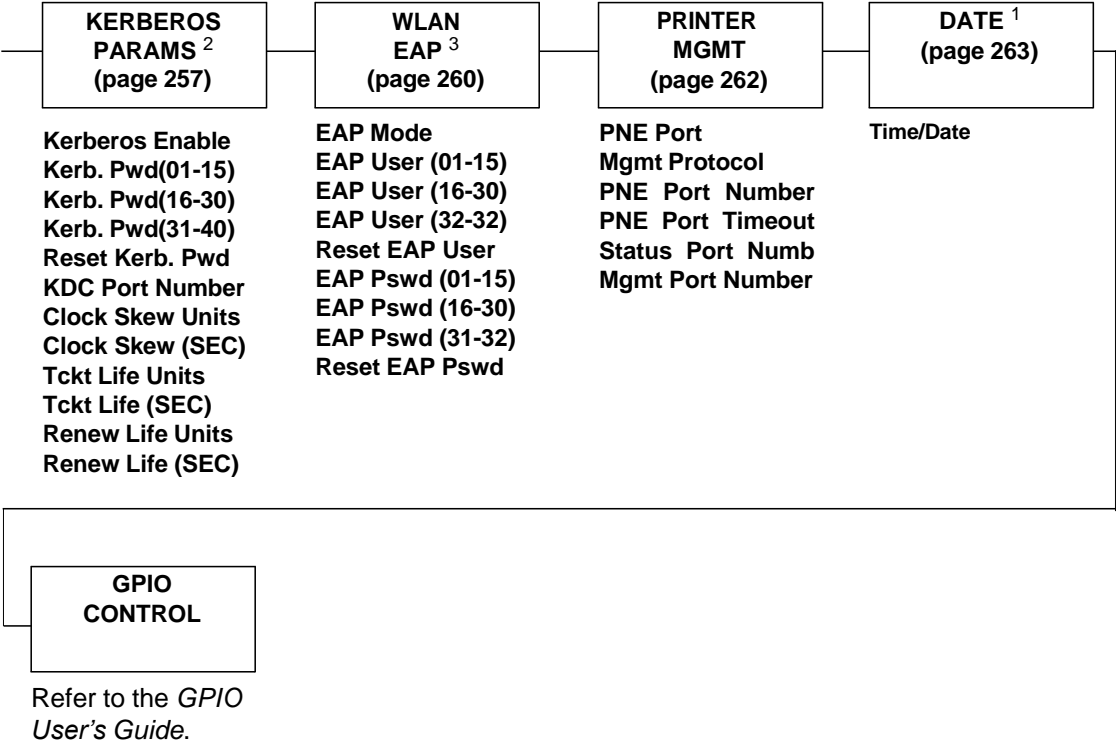 KERBEROS
PARAMS 2
(page 257)
Kerberos Enable
Kerb. Pwd(01-15)
Kerb. Pwd(16-30)
Kerb. Pwd(31-40)
Reset Kerb. Pwd
KDC Port Number
Clock Skew Units
Clock Skew (SEC)
Tckt Life Units
Tckt Life (SEC)
Renew Life Units
Renew Life (SEC)
WLAN
EAP 3
(page 260)
EAP Mode
EAP User (01-15)
EAP User (16-30)
EAP User (32-32)
Reset EAP User
EAP Pswd (01-15)
EAP Pswd (16-30)
EAP Pswd (31-32)
Reset EAP Pswd
PRINTER
MGMT
(page 262)
PNE Port
Mgmt Protocol
PNE Port Number
PNE Port Timeout
Status Port Numb
Mgmt Port Number
DATE 1
(page 263)
Time/Date
GPIO
CONTROL
Refer to the GPIO
User's Guide.